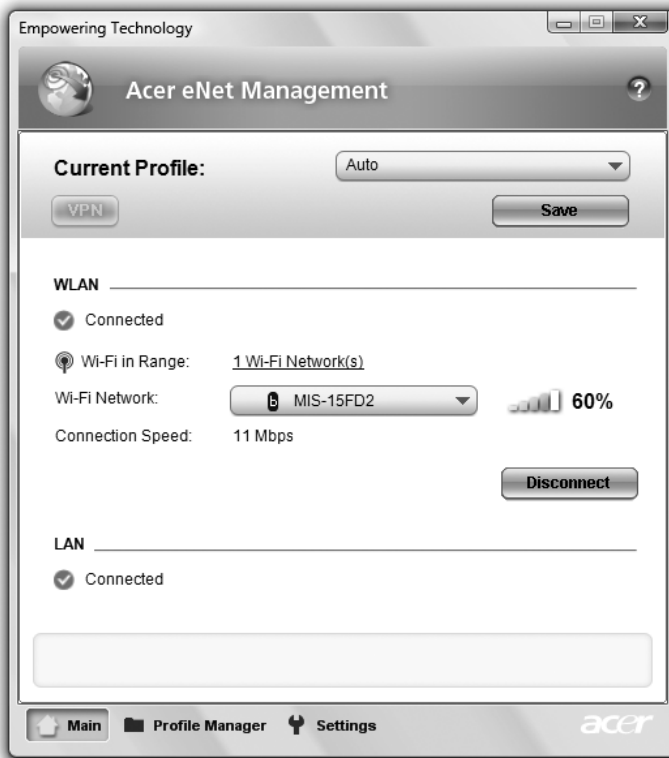 Empowering Technology
Acer eNet Management
?
Current Profile:
Auto
VPN
Save
WLAN
Connected
Wi-Fi in Range:
1 Wi-Fi Network(s)
Wi-Fi Network:
b MIS-15FD2
60%
Connection Speed:
11 Mbps
Disconnect
LAN
Connected
Main
Profile Manager
Settings
acer